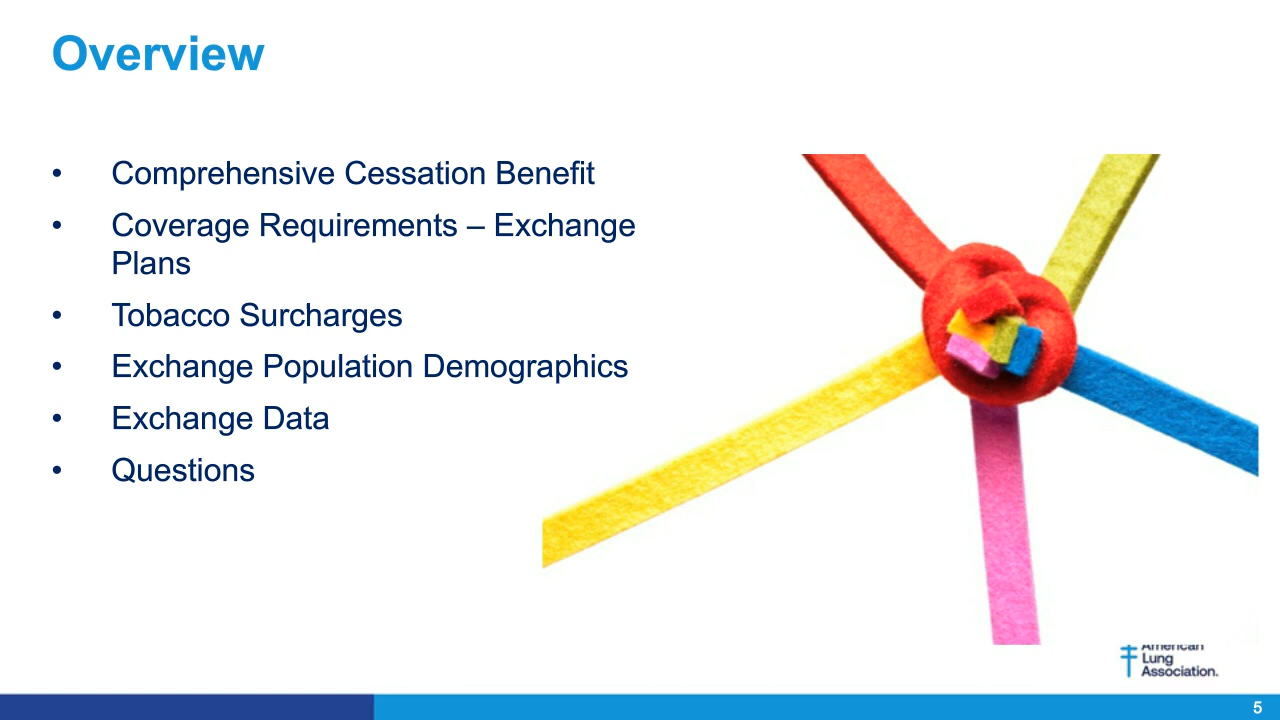 Overview
• Comprehensive Cessation Benefit
• Coverage Requirements – Exchange
Plans
• Tobacco Surcharges
• Exchange Population Demographics
• Exchange Data
• Questions
American
Lung
Association.
5